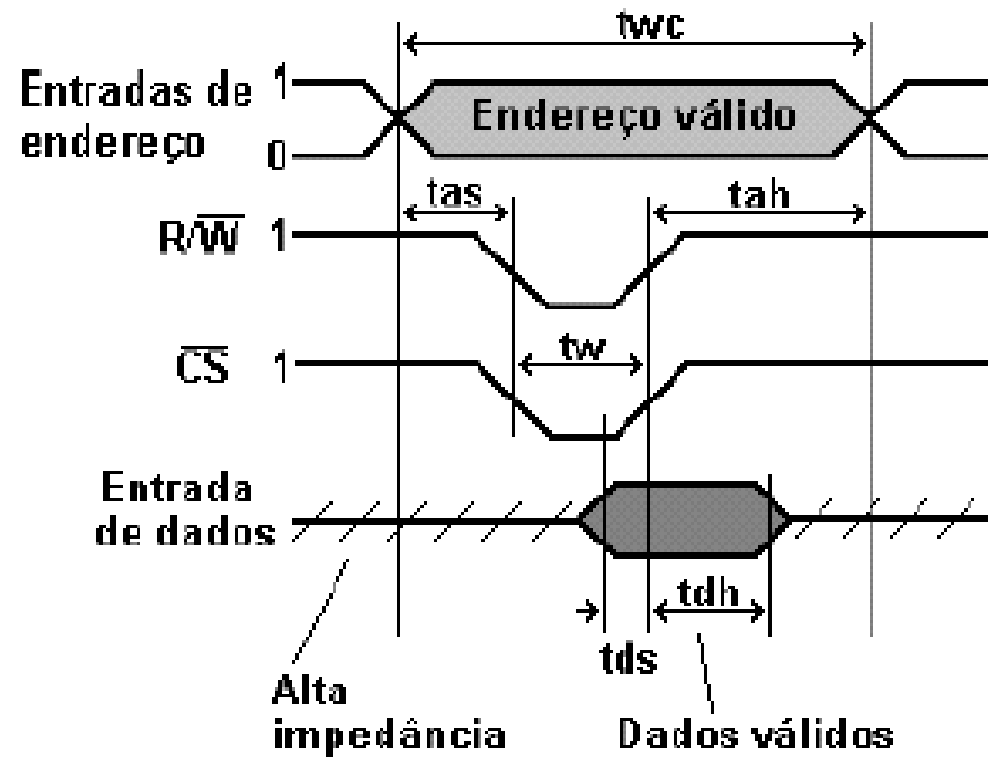 twc
Entradas de
endereço
1
0
Endereço válido
tas
tah
R/W̅ 1
tw
C̅S̅ 1
Entrada
de dados
tdh
tds
Alta
impedância
Dados válidos